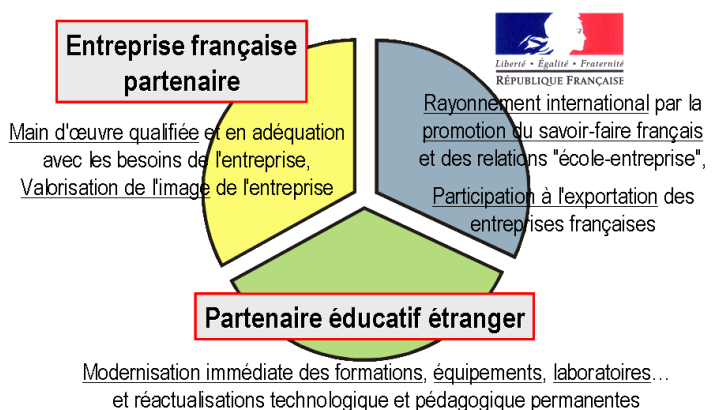 Entreprise française
partenaire
Main d'œuvre qualifiée et en adéquation
avec les besoins de l'entreprise,
Valorisation de l'image de l'entreprise
Liberté • Égalité • Fraternité
RÉPUBLIQUE FRANÇAISE
Rayonnement international par la
promotion du savoir-faire français
et des relations "école-entreprise",
Participation à l'exportation des
entreprises françaises
Partenaire éducatif étranger
Modernisation immédiate des formations, équipements, laboratoires…
et réactualisations technologique et pédagogique permanentes